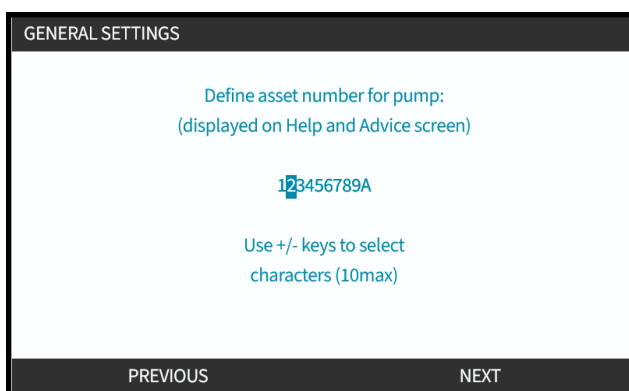 GENERAL SETTINGS
Define asset number for pump:
(displayed on Help and Advice screen)
123456789A
Use +/- keys to select
characters (10max)
PREVIOUS NEXT